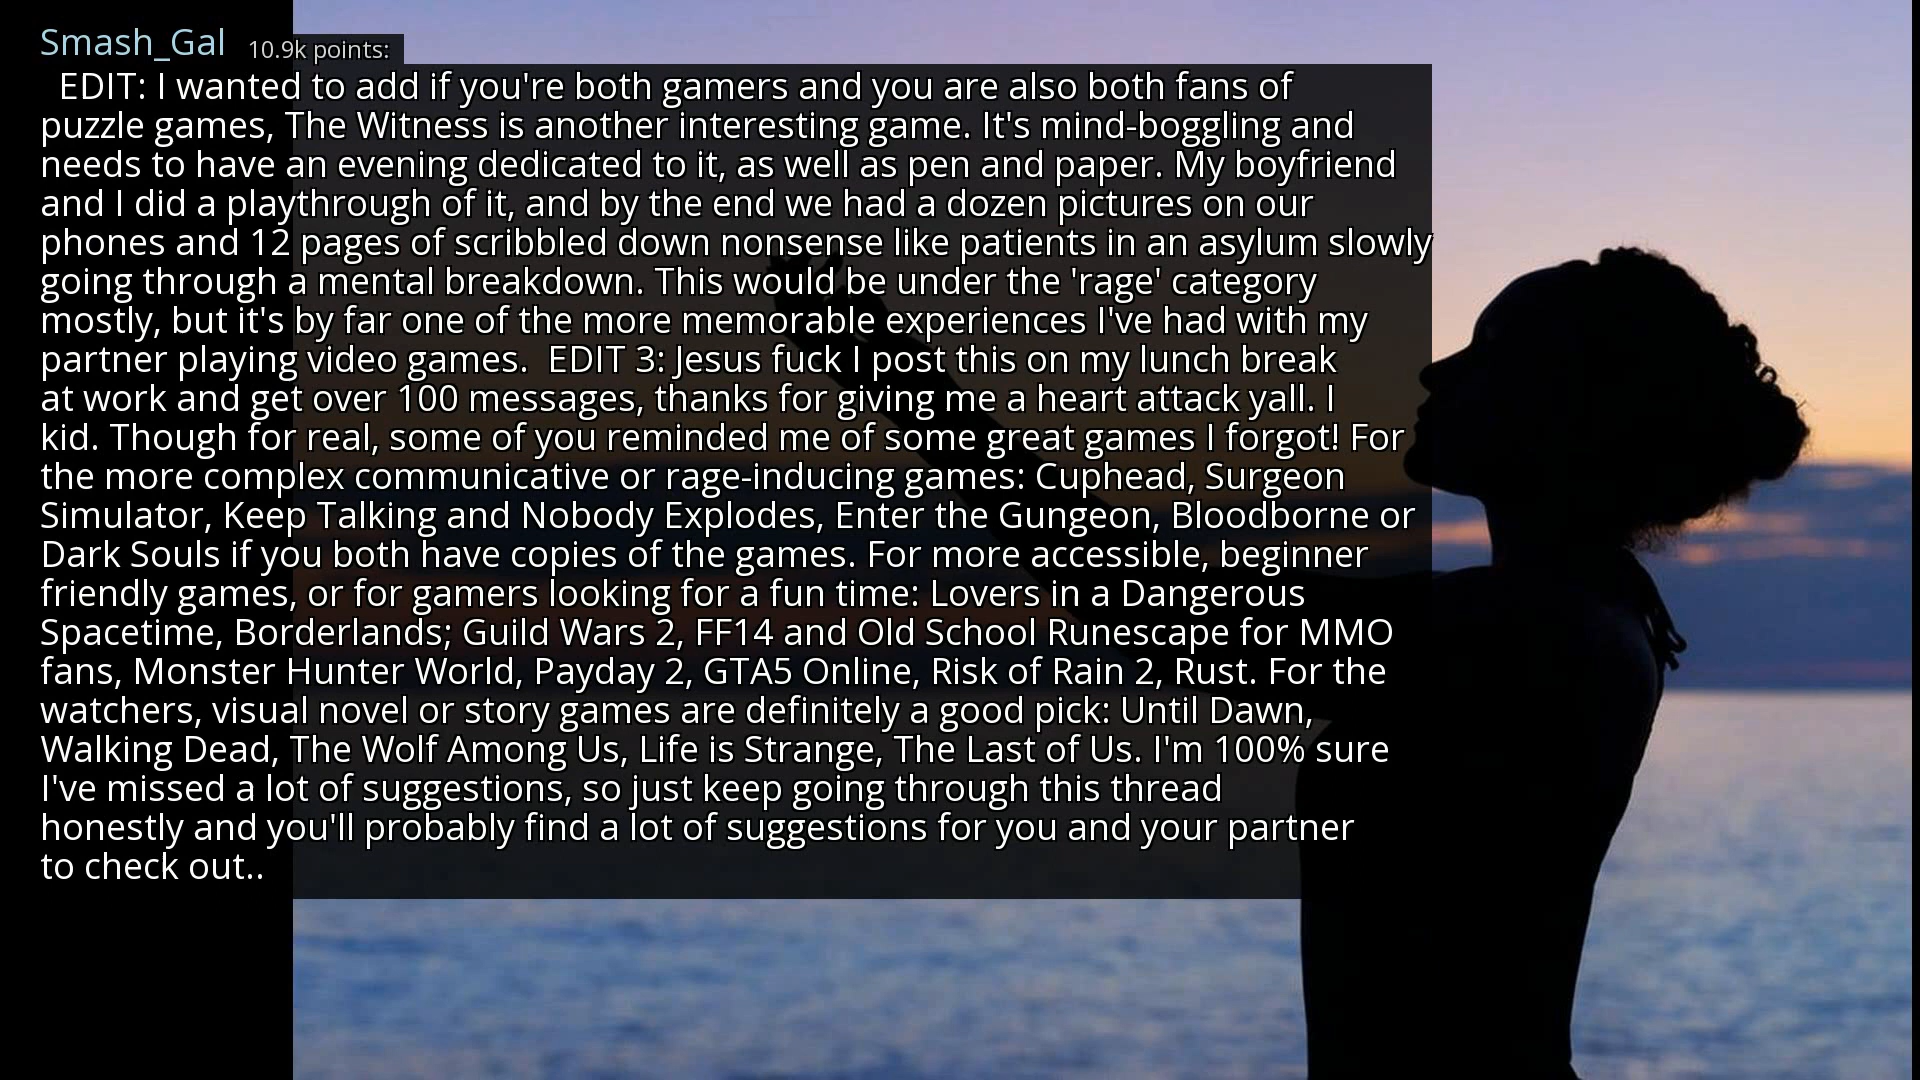 Smash_Gal 10.9k points:
EDIT: I wanted to add if you're both gamers and you are also both fans of
puzzle games, The Witness is another interesting game. It's mind-boggling and
needs to have an evening dedicated to it, as well as pen and paper. My boyfriend
and I did a playthrough of it, and by the end we had a dozen pictures on our
phones and 12 pages of scribbled down nonsense like patients in an asylum slowly
going through a mental breakdown. This would be under the 'rage' category
mostly, but it's by far one of the more memorable experiences I've had with my
partner playing video games.  EDIT 3: Jesus fuck I post this on my lunch break
at work and get over 100 messages, thanks for giving me a heart attack yall. I
kid. Though for real, some of you reminded me of some great games I forgot! For
the more complex communicative or rage-inducing games: Cuphead, Surgeon
Simulator, Keep Talking and Nobody Explodes, Enter the Gungeon, Bloodborne or
Dark Souls if you both have copies of the games. For more accessible, beginner
friendly games, or for gamers looking for a fun time: Lovers in a Dangerous
Spacetime, Borderlands; Guild Wars 2, FF14 and Old School Runescape for MMO
fans, Monster Hunter World, Payday 2, GTA5 Online, Risk of Rain 2, Rust. For the
watchers, visual novel or story games are definitely a good pick: Until Dawn,
Walking Dead, The Wolf Among Us, Life is Strange, The Last of Us. I'm 100% sure
I've missed a lot of suggestions, so just keep going through this thread
honestly and you'll probably find a lot of suggestions for you and your partner
to check out..